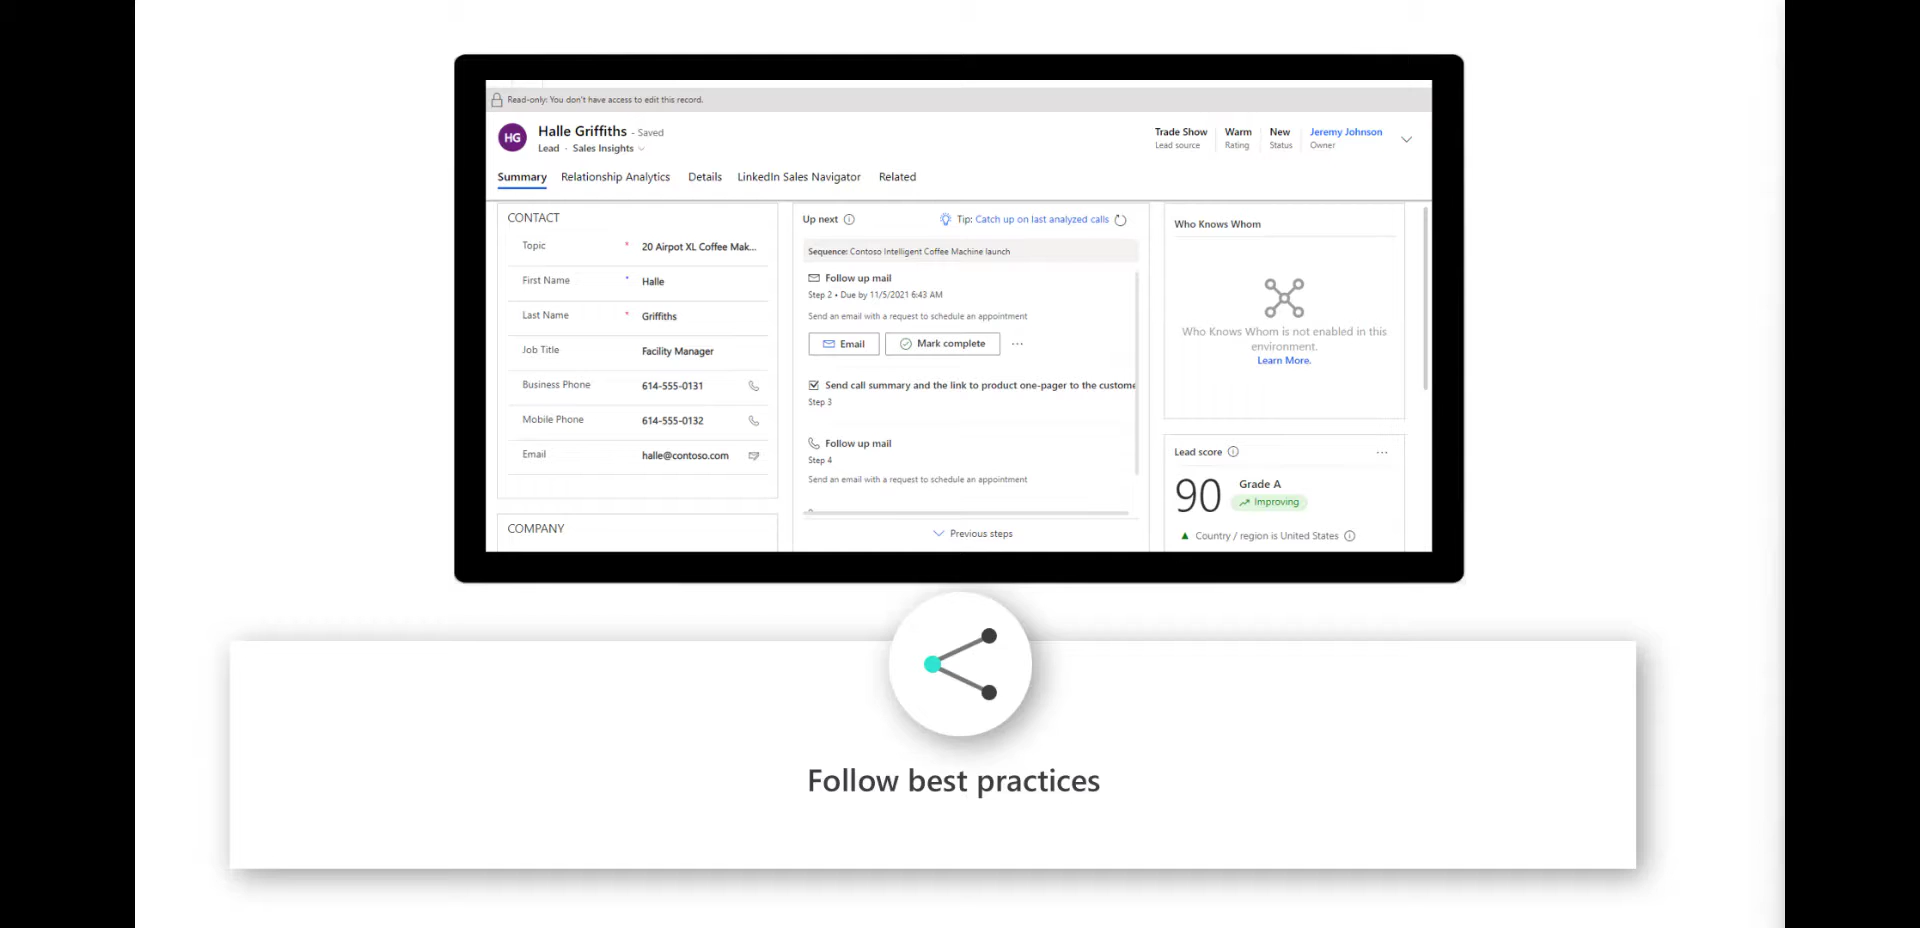 Read-only: You don't have access to edit this record.
HG
Halle Griffiths - Saved
Lead · Sales Insights
Trade Show
Lead source
Warm
Rating
New
Status
Jeremy Johnson
Owner
Summary Relationship Analytics Details LinkedIn Sales Navigator Related
CONTACT
Topic * 20 Airpot XL Coffee Mak...
First Name * Halle
Last Name * Griffiths
Job Title Facility Manager
Business Phone 614-555-0131
Mobile Phone 614-555-0132
Email halle@contoso.com
COMPANY
Up next
Tip: Catch up on last analyzed calls
Sequence: Contoso Intelligent Coffee Machine launch
Follow up mail
Step 2 • Due by 11/5/2021 6:43 AM
Send an email with a request to schedule an appointment
Email Mark complete ...
Send call summary and the link to product one-pager to the custome
Step 3
Follow up mail
Step 4
Send an email with a request to schedule an appointment
Previous steps
Who Knows Whom
Who Knows Whom is not enabled in this
environment.
Learn More.
Lead score ...
90
Grade A
Improving
Country / region is United States
Follow best practices